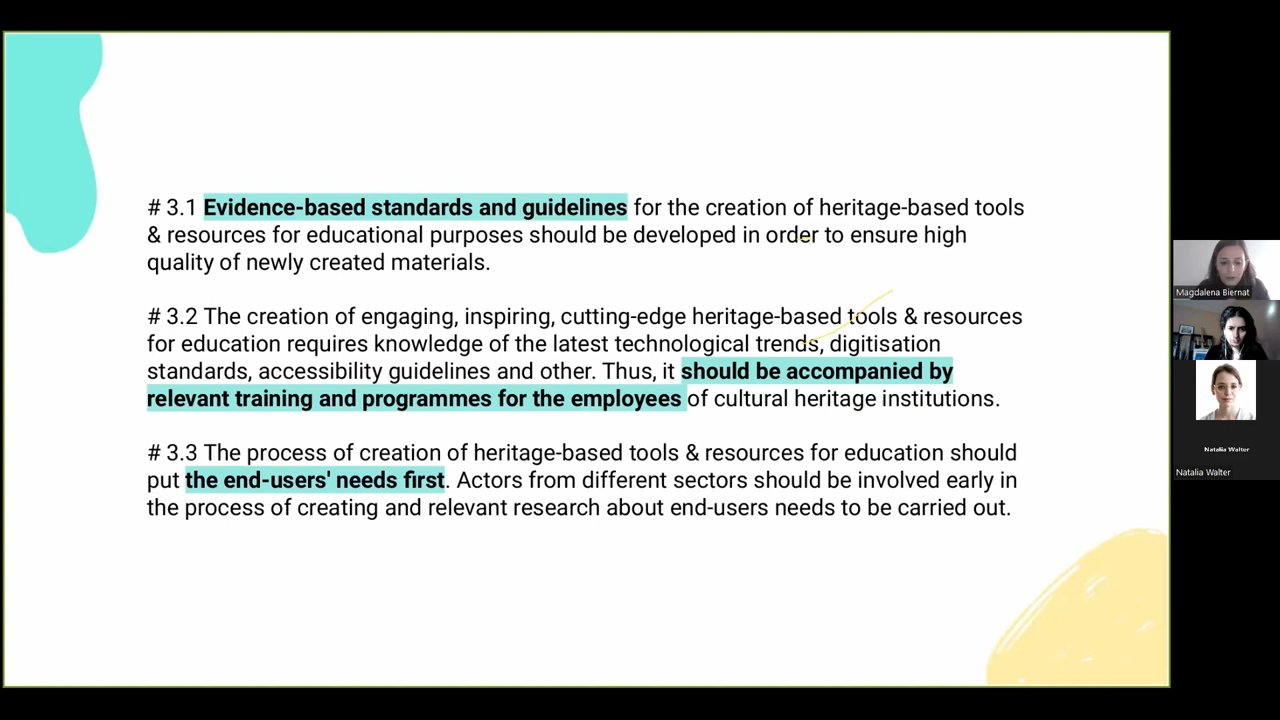 # 3.1 Evidence-based standards and guidelines for the creation of heritage-based tools
& resources for educational purposes should be developed in order to ensure high
quality of newly created materials.
# 3.2 The creation of engaging, inspiring, cutting-edge heritage-based tools & resources
for education requires knowledge of the latest technological trends, digitisation
standards, accessibility guidelines and other. Thus, it should be accompanied by
relevant training and programmes for the employees of cultural heritage institutions.
# 3.3 The process of creation of heritage-based tools & resources for education should
put the end-users' needs first. Actors from different sectors should be involved early in
the process of creating and relevant research about end-users needs to be carried out.
Magdalena Biernat
Natalia Walter
Natalia Walter